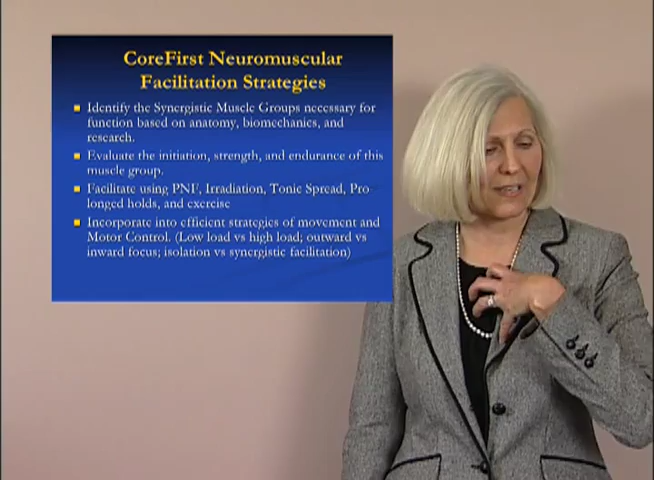 CoreFirst Neuromuscular
Facilitation Strategies
Identify the Synergistic Muscle Groups necessary for
function based on anatomy, biomechanics, and
research.
Evaluate the initiation, strength, and endurance of this
muscle group.
Facilitate using PNF, Irradiation, Tonic Spread, Pro
longed holds, and exercise
Incorporate into efficient strategies of movement and
Motor Control. (Low load vs high load; outward vs
inward focus; isolation vs synergistic facilitation)